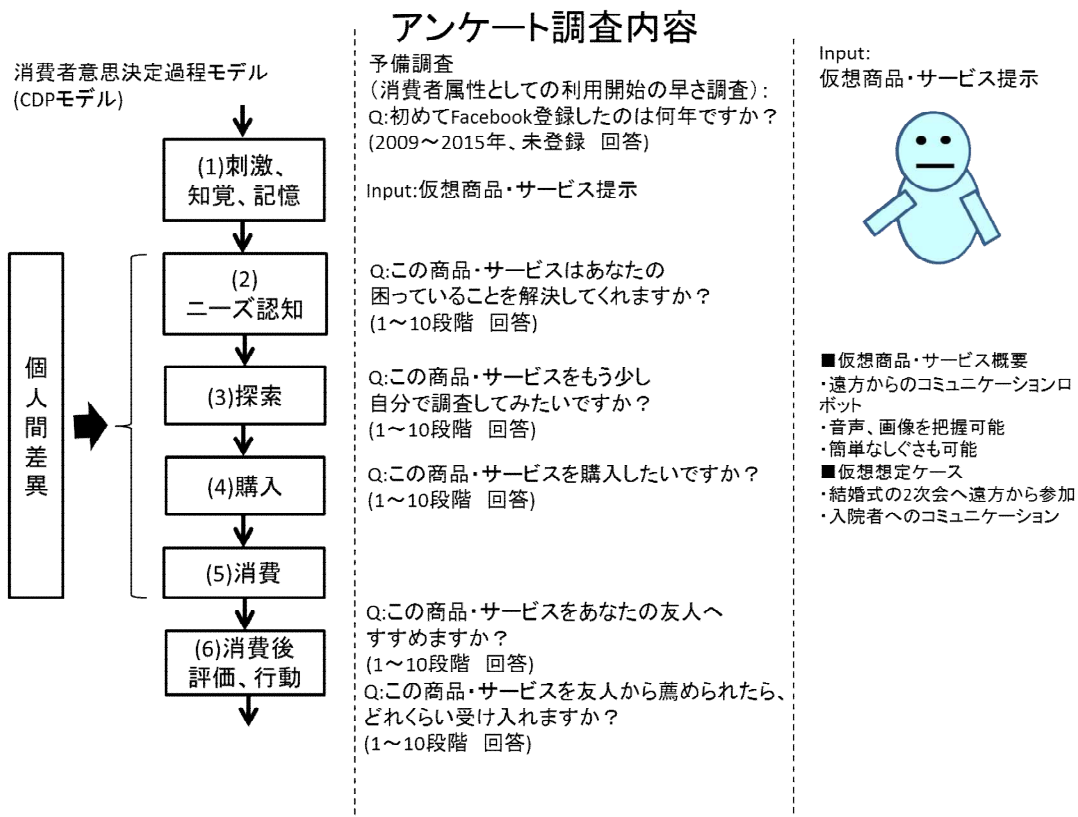 アンケート調査内容
消費者意思決定過程モデル
(CDPモデル)
(1)刺激、
知覚、記憶
(2)
ニーズ認知
(3)探索
(4)購入
(5)消費
(6)消費後
評価、行動
個人間差異
予備調査
(消費者属性としての利用開始の早さ調査):
Q:初めてFacebook登録したのは何年ですか?
(2009～2015年、未登録 回答)
Input:仮想商品・サービス提示
Q:この商品・サービスはあなたの
困っていることを解決してくれますか?
(1～10段階 回答)
Q:この商品・サービスをもう少し
自分で調査してみたいですか?
(1～10段階 回答)
Q:この商品・サービスを購入したいですか?
(1～10段階 回答)
Q:この商品・サービスをあなたの友人へ
すすめますか?
(1～10段階 回答)
Q:この商品・サービスを友人から薦められたら、
どれくらい受け入れますか?
(1～10段階 回答)
Input:
仮想商品・サービス提示
■仮想商品・サービス概要
・遠方からのコミュニケーションロ
ボット
・音声、画像を把握可能
・簡単なしぐさも可能
■仮想想定ケース
・結婚式の2次会へ遠方から参加
・入院者へのコミュニケーション